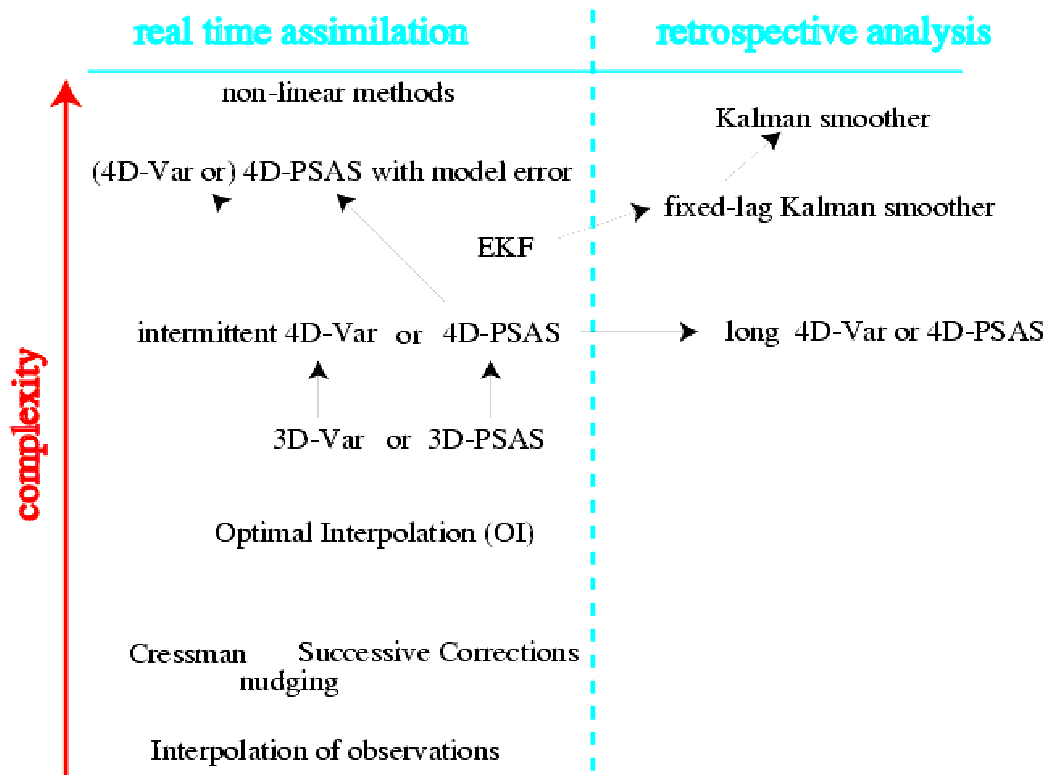 real time assimilation
retrospective analysis
non-linear methods
Kalman smoother
(4D-Var or) 4D-PSAS with model error
fixed-lag Kalman smoother
EKF
intermittent 4D-Var or 4D-PSAS
long 4D-Var or 4D-PSAS
complexity
3D-Var or 3D-PSAS
Optimal Interpolation (OI)
Cressman
Successive Corrections
nudging
Interpolation of observations